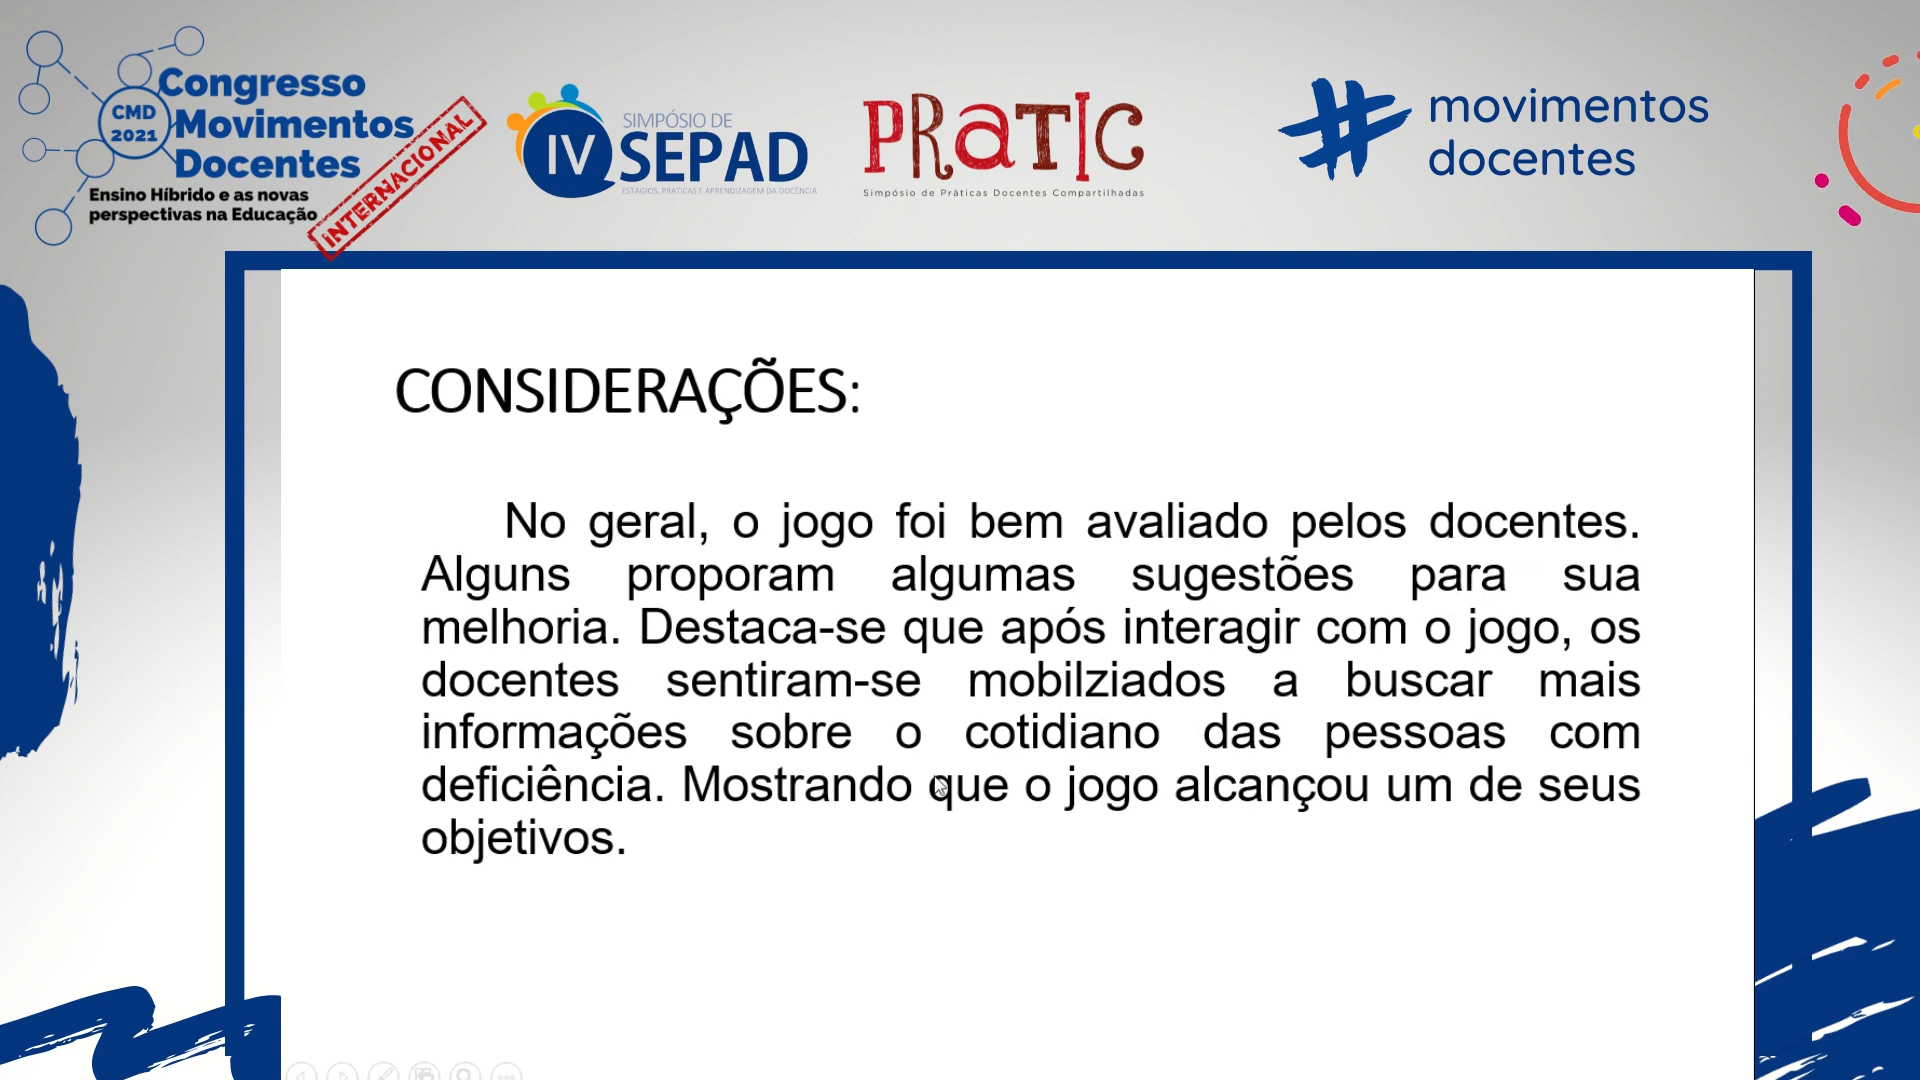 Congresso
Movimentos
Docentes
CMD
2021
Ensino Híbrido e as novas
perspectivas na Educação
INTERNACIONAL
IV
SIMPÓSIO DE
SEPAD
ESTÁGIOS, PRÁTICAS E APRENDIZAGEM DA DOCÊNCIA
PRATIC
Simpósio de Práticas Docentes Compartilhadas
# movimentos
docentes
CONSIDERAÇÕES:
No geral, o jogo foi bem avaliado pelos docentes.
Alguns proporam algumas sugestões para sua
melhoria. Destaca-se que após interagir com o jogo, os
docentes sentiram-se mobilziados a buscar mais
informações sobre o cotidiano das pessoas com
deficiência. Mostrando que o jogo alcançou um de seus
objetivos.